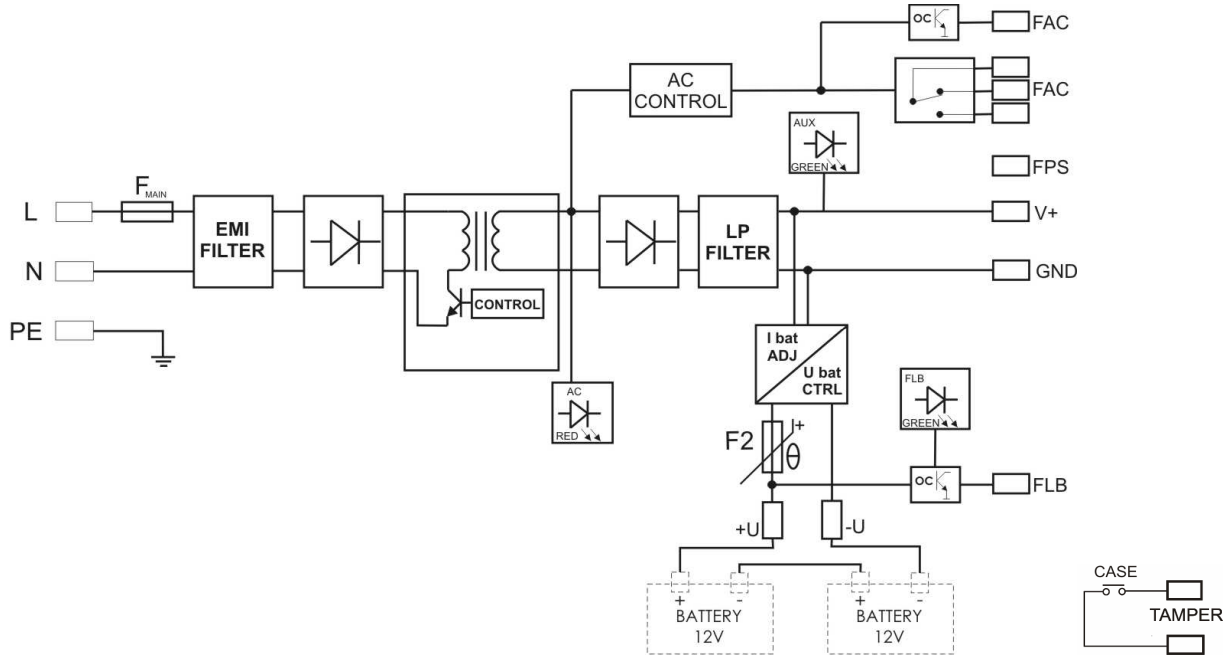 OC
FAC
AC
CONTROL
FAC
AUX
GREEN
FPS
F MAIN
L
EMI
FILTER
LP
FILTER
V+
N
GND
CONTROL
PE
I bat
ADJ
U bat
CTRL
AC
RED
FLB
GREEN
F2
I+
θ
OC
FLB
+U
-U
CASE
TAMPER
+
-
BATTERY
12V
+
-
BATTERY
12V